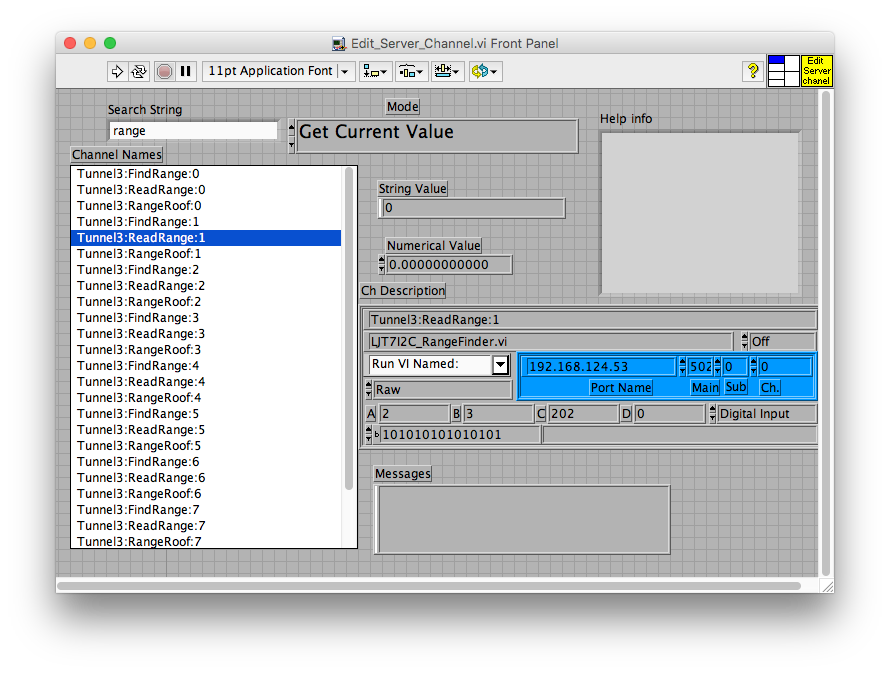 Edit_Server_Channel.vi Front Panel
11pt Application Font
?
Edit
Server
chanel
Search String
range
Mode
Get Current Value
Help info
Channel Names
Tunnel3:FindRange:0
Tunnel3:ReadRange:0
Tunnel3:RangeRoof:0
Tunnel3:FindRange:1
Tunnel3:ReadRange:1
Tunnel3:RangeRoof:1
Tunnel3:FindRange:2
Tunnel3:ReadRange:2
Tunnel3:RangeRoof:2
Tunnel3:FindRange:3
Tunnel3:ReadRange:3
Tunnel3:RangeRoof:3
Tunnel3:FindRange:4
Tunnel3:ReadRange:4
Tunnel3:RangeRoof:4
Tunnel3:FindRange:5
Tunnel3:ReadRange:5
Tunnel3:RangeRoof:5
Tunnel3:FindRange:6
Tunnel3:ReadRange:6
Tunnel3:RangeRoof:6
Tunnel3:FindRange:7
Tunnel3:ReadRange:7
Tunnel3:RangeRoof:7
String Value
0
Numerical Value
0.00000000000
Ch Description
Tunnel3:ReadRange:1
LJT7I2C_RangeFinder.vi Off
Run VI Named: 192.168.124.53 502 0 0
Port Name Main Sub Ch.
Raw
A 2 B 3 C 202 D 0 Digital Input
b 101010101010101
Messages